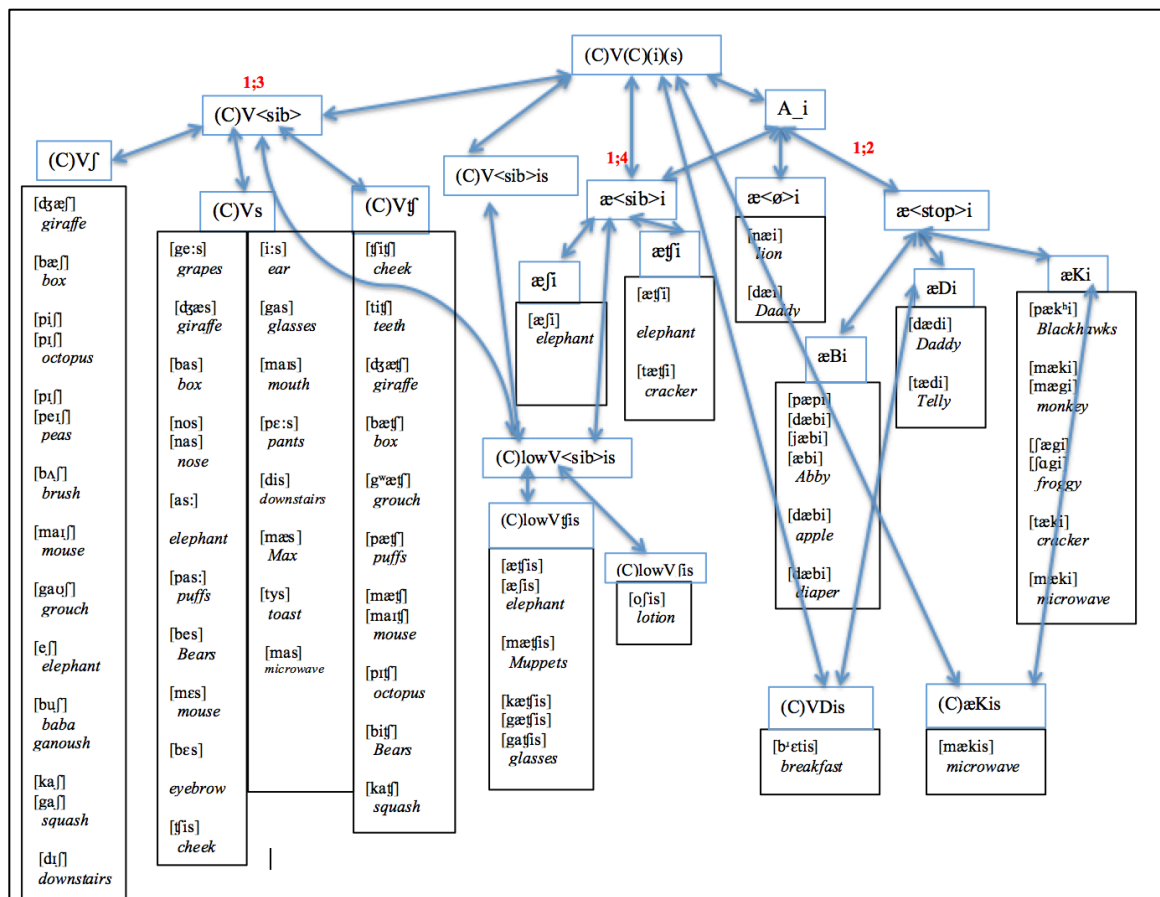 (C)V(C)(i)(s)
1;3
(C)V<sib>
A_i
(C)Vʃ
(C)V<sib>is
1;4
æ<sib>i
æ<ø>i
1;2
æ<stop>i
(C)Vs
(C)Vʧ
æʃi
æʧi
æBi
æDi
æKi
(C)lowV<sib>is
(C)lowVʧis
(C)lowVʃis
(C)VDis
(C)æKis
[ʤæʃ]
giraffe
[bæʃ]
box
[piʃ]
[pɪʃ]
octopus
[pɪʃ]
[peɪʃ]
peas
[bʌʃ]
brush
[maɪʃ]
mouse
[gaʊʃ]
grouch
[eʃ]
elephant
[buʃ]
baba
ganoush
[kaʃ]
[gaʃ]
squash
[dɪʃ]
downstairs
[ge:s]
grapes
[ʤæs]
giraffe
[bas]
box
[nos]
[nas]
nose
[as:]
elephant
[pas:]
puffs
[bes]
Bears
[mɛs]
mouse
[bɛs]
eyebrow
[ʧis]
cheek
[i:s]
ear
[gas]
glasses
[maɪs]
mouth
[pɛ:s]
pants
[dis]
downstairs
[mæs]
Max
[tys]
toast
[mas]
microwave
[ʧiʧ]
cheek
[tiʧ]
teeth
[ʤæʧ]
giraffe
[bæʧ]
box
[gʷæʧ]
grouch
[pæʧ]
puffs
[mæʧ]
[maɪʧ]
mouse
[pɪʧ]
octopus
[biʧ]
Bears
[kaʧ]
squash
[æʃi]
elephant
[æʧi]
elephant
[tæʧi]
cracker
[næi]
lion
[dæi]
Daddy
[pæpi]
[dæbi]
[jæbi]
[æbi]
Abby
[dæbi]
apple
[dæbi]
diaper
[dædi]
Daddy
[tædi]
Telly
[pækʰi]
Blackhawks
[mæki]
[mægi]
monkey
[ʃægi]
[ʃɑgi]
froggy
[tæki]
cracker
[mæki]
microwave
[æʧis]
[æʃis]
elephant
[mæʧis]
Muppets
[kæʧis]
[gæʧis]
[gaʧis]
glasses
[oʃis]
lotion
[bɹɛtis]
breakfast
[mækis]
microwave